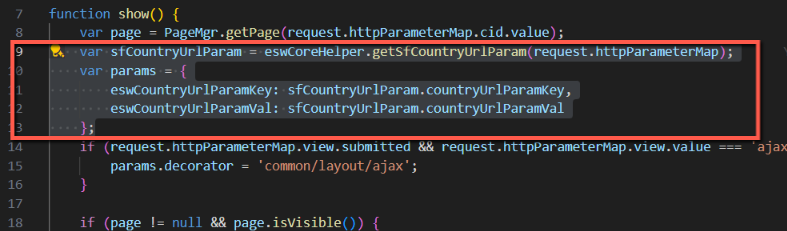 7 function show() {
8 var page = PageMgr.getPage(request.httpParameterMap.cid.value);
9 var sfCountryUrlParam = eswCoreHelper.getSfCountryUrlParam(request.httpParameterMap);
10 var params = {
11 eswCountryUrlParamKey: sfCountryUrlParam.countryUrlParamKey,
12 eswCountryUrlParamVal: sfCountryUrlParam.countryUrlParamVal
13 };
14 if (request.httpParameterMap.view.submitted && request.httpParameterMap.view.value === 'ajax
15 params.decorator = 'common/layout/ajax';
16 }
17
18 if (page != null && page.isVisible()) {